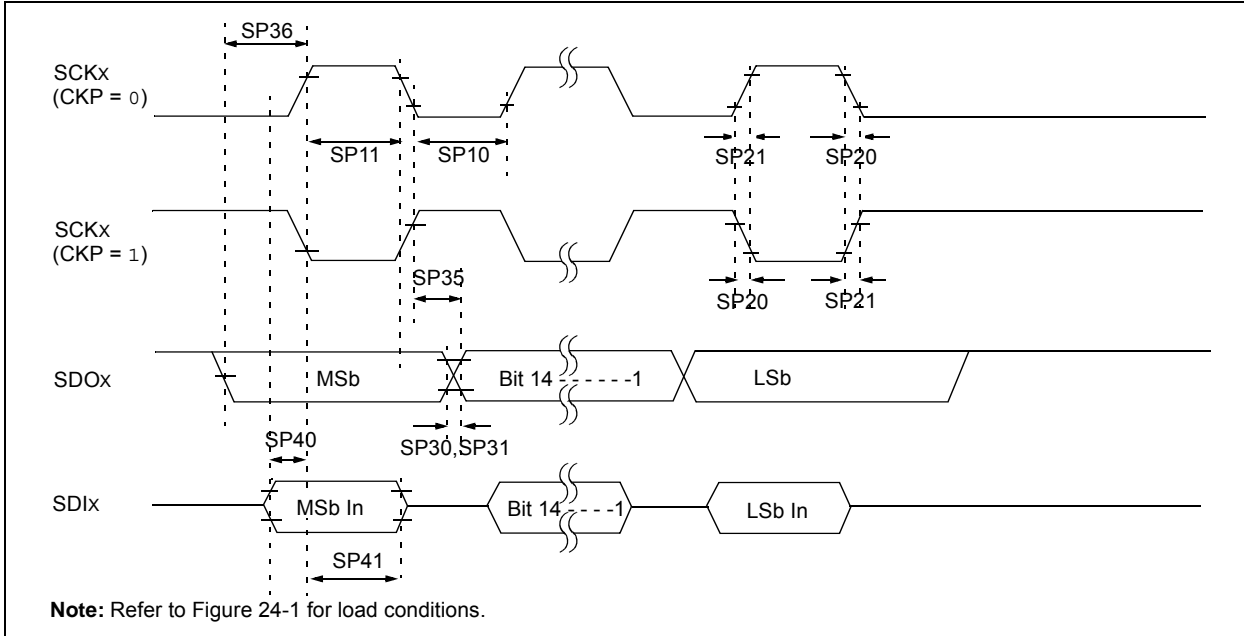 SP36
SCKx
(CKP = 0)
SP11
SP10
SP21
SP20
SCKx
(CKP = 1)
SP35
SP20
SP21
SDOx
MSb
Bit 14 - - - - - -1
LSb
SP40
SP30,SP31
SDIx
MSb In
Bit 14 - - - -1
LSb In
SP41
Note: Refer to Figure 24-1 for load conditions.